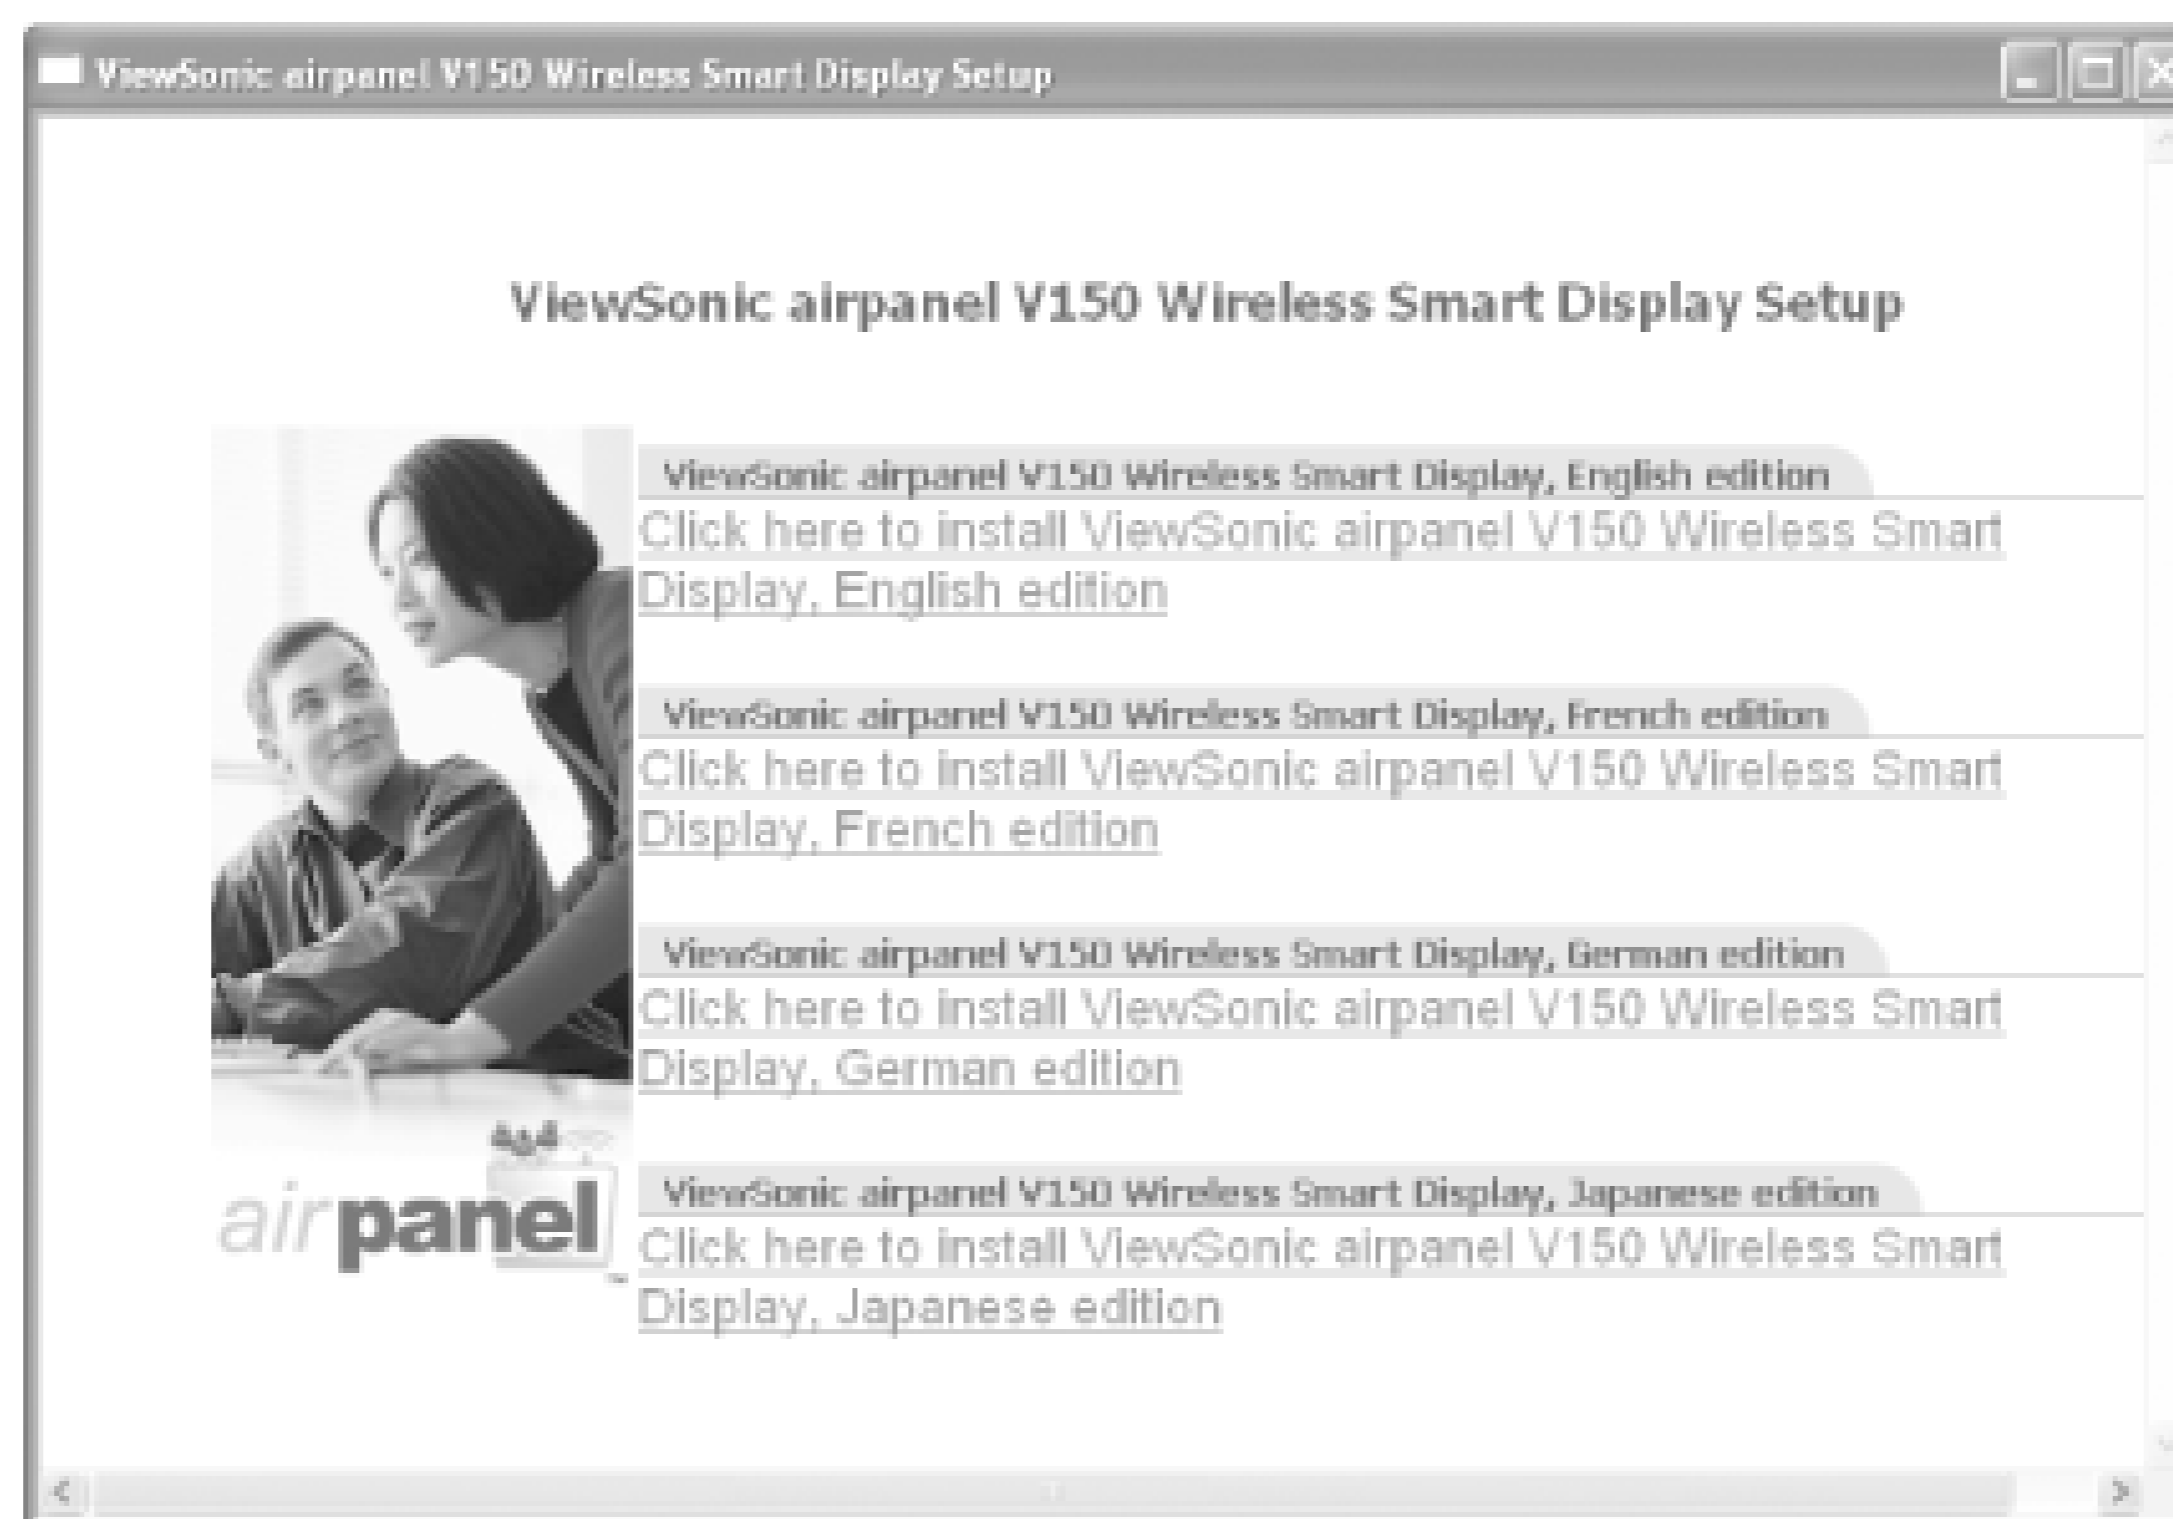 ViewSonic airpanel V150 Wireless Smart Display Setup
ViewSonic airpanel V150 Wireless Smart Display Setup
ViewSonic airpanel V150 Wireless Smart Display, English edition
Click here to install ViewSonic airpanel V150 Wireless Smart
Display, English edition
ViewSonic airpanel V150 Wireless Smart Display, French edition
Click here to install ViewSonic airpanel V150 Wireless Smart
Display, French edition
ViewSonic airpanel V150 Wireless Smart Display, German edition
Click here to install ViewSonic airpanel V150 Wireless Smart
Display, German edition
ViewSonic airpanel V150 Wireless Smart Display, Japanese edition
Click here to install ViewSonic airpanel V150 Wireless Smart
Display, Japanese edition
airpanel